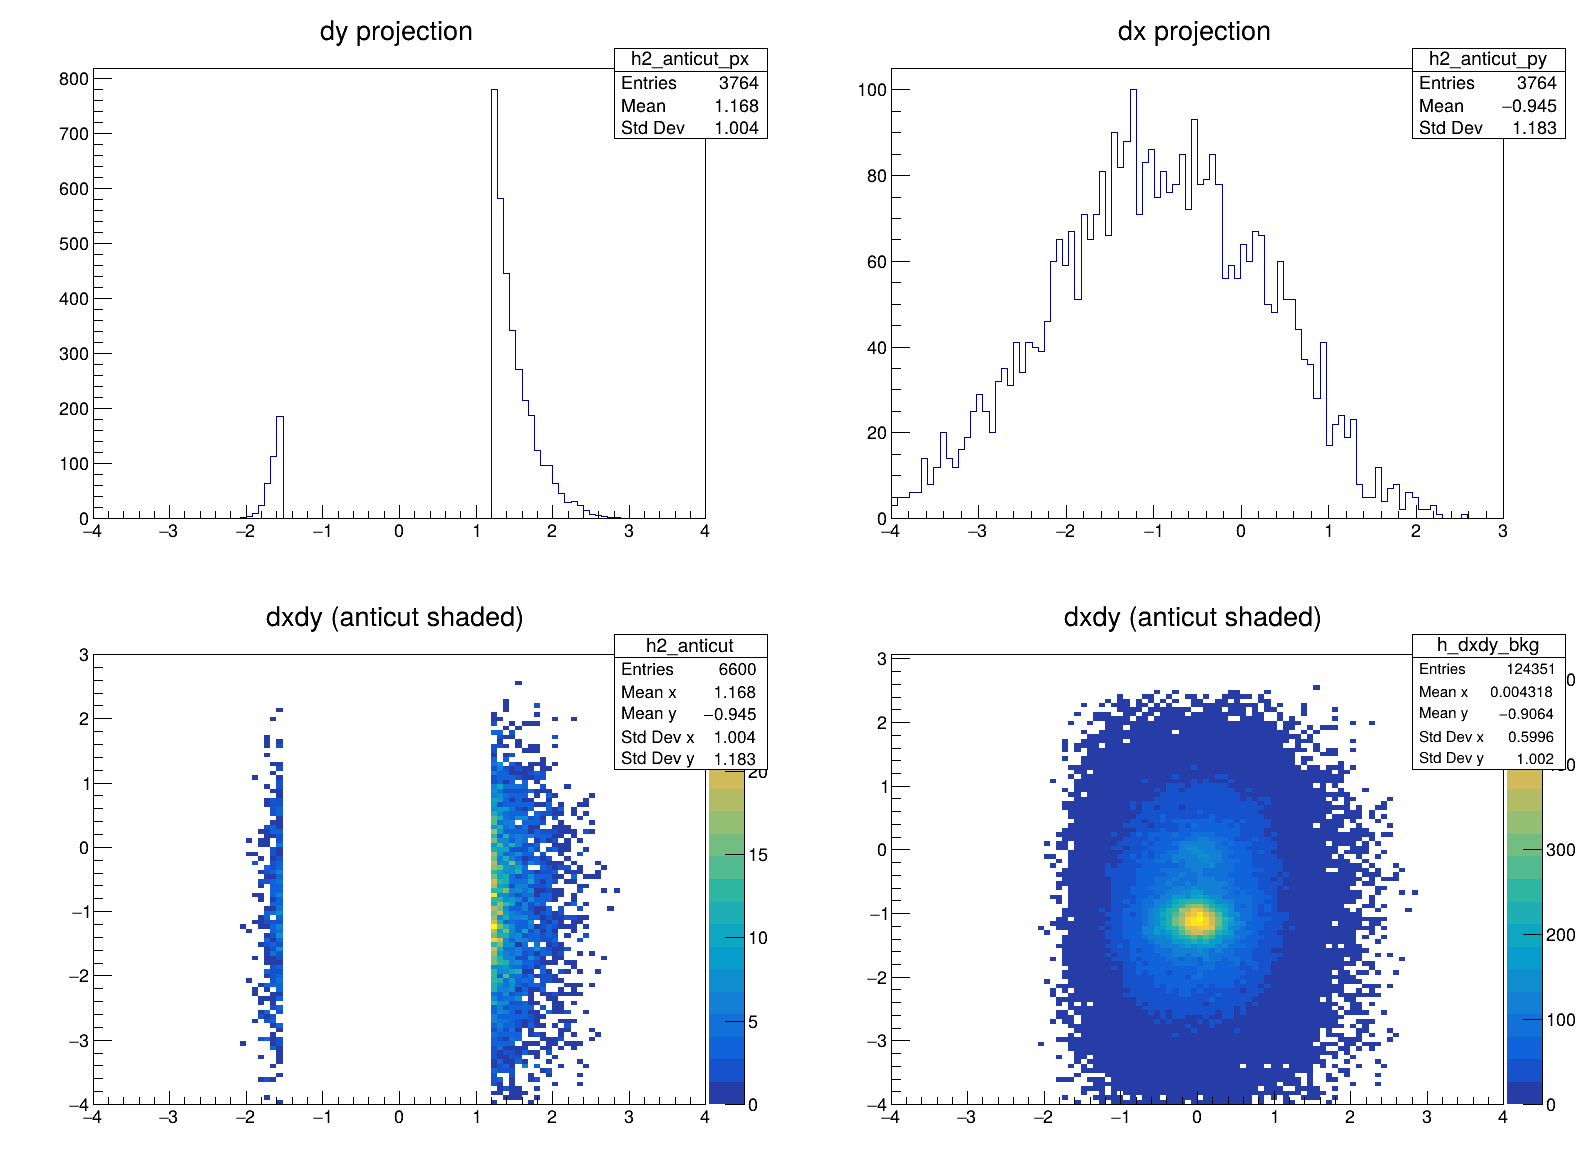 dy projection
h2_anticut_px
Entries 3764
Mean 1.168
Std Dev 1.004
800
700
600
500
400
300
200
100
0
−4 −3 −2 −1 0 1 2 3 4
dx projection
h2_anticut_py
Entries 3764
Mean −0.945
Std Dev 1.183
100
80
60
40
20
0
−4 −3 −2 −1 0 1 2 3
dxdy (anticut shaded)
h2_anticut
Entries 6600
Mean x 1.168
Mean y −0.945
Std Dev x 1.004
Std Dev y 1.183
3
2
1
0
−1
−2
−3
−4
−4 −3 −2 −1 0 1 2 3 4
20
15
10
5
0
dxdy (anticut shaded)
h_dxdy_bkg
Entries 124351
Mean x 0.004318
Mean y −0.9064
Std Dev x 0.5996
Std Dev y 1.002
3
2
1
0
−1
−2
−3
−4
−4 −3 −2 −1 0 1 2 3 4
300
200
100
0